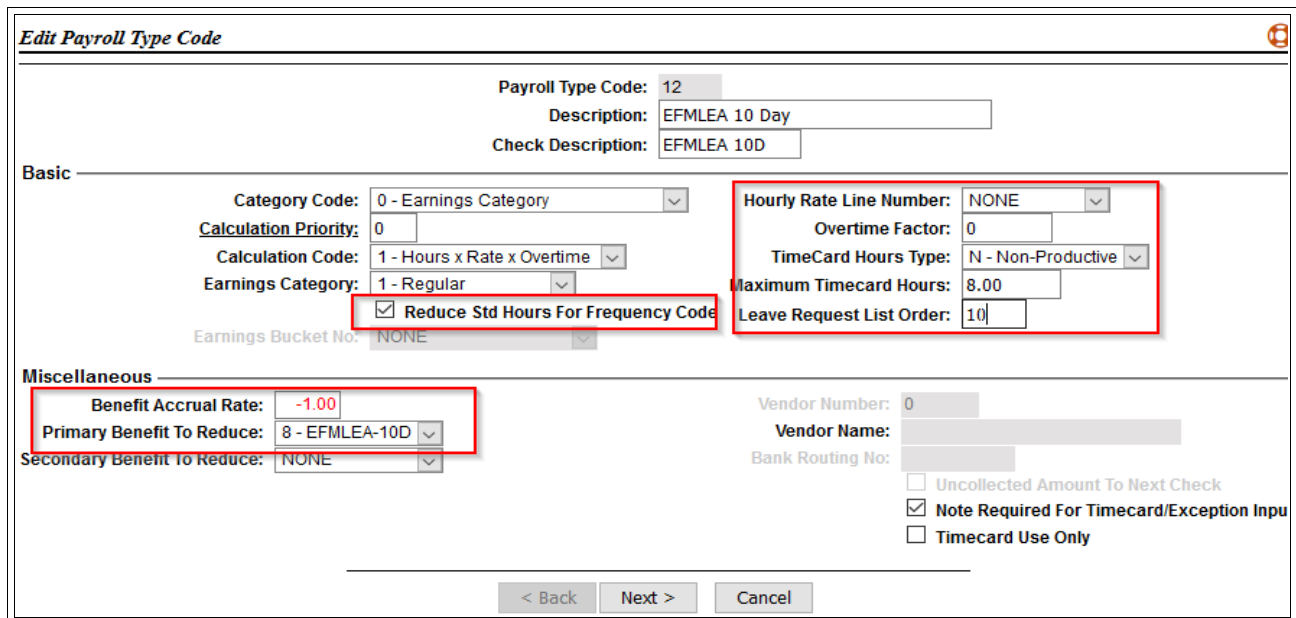 Edit Payroll Type Code
Payroll Type Code: 12
Description: EFMLEA 10 Day
Check Description: EFMLEA 10D
Basic
Category Code: 0 - Earnings Category
Hourly Rate Line Number: NONE
Calculation Priority: 0
Overtime Factor: 0
Calculation Code: 1 - Hours x Rate x Overtime
TimeCard Hours Type: N - Non-Productive
Earnings Category: 1 - Regular
Maximum Timecard Hours: 8.00
Reduce Std Hours For Frequency Code
Leave Request List Order: 10
Earnings Bucket No: NONE
Miscellaneous
Benefit Accrual Rate: -1.00
Vendor Number: 0
Primary Benefit To Reduce: 8 - EFMLEA-10D
Vendor Name:
Secondary Benefit To Reduce: NONE
Bank Routing No:
Uncollected Amount To Next Check
Note Required For Timecard/Exception Inpu
Timecard Use Only
< Back
Next >
Cancel